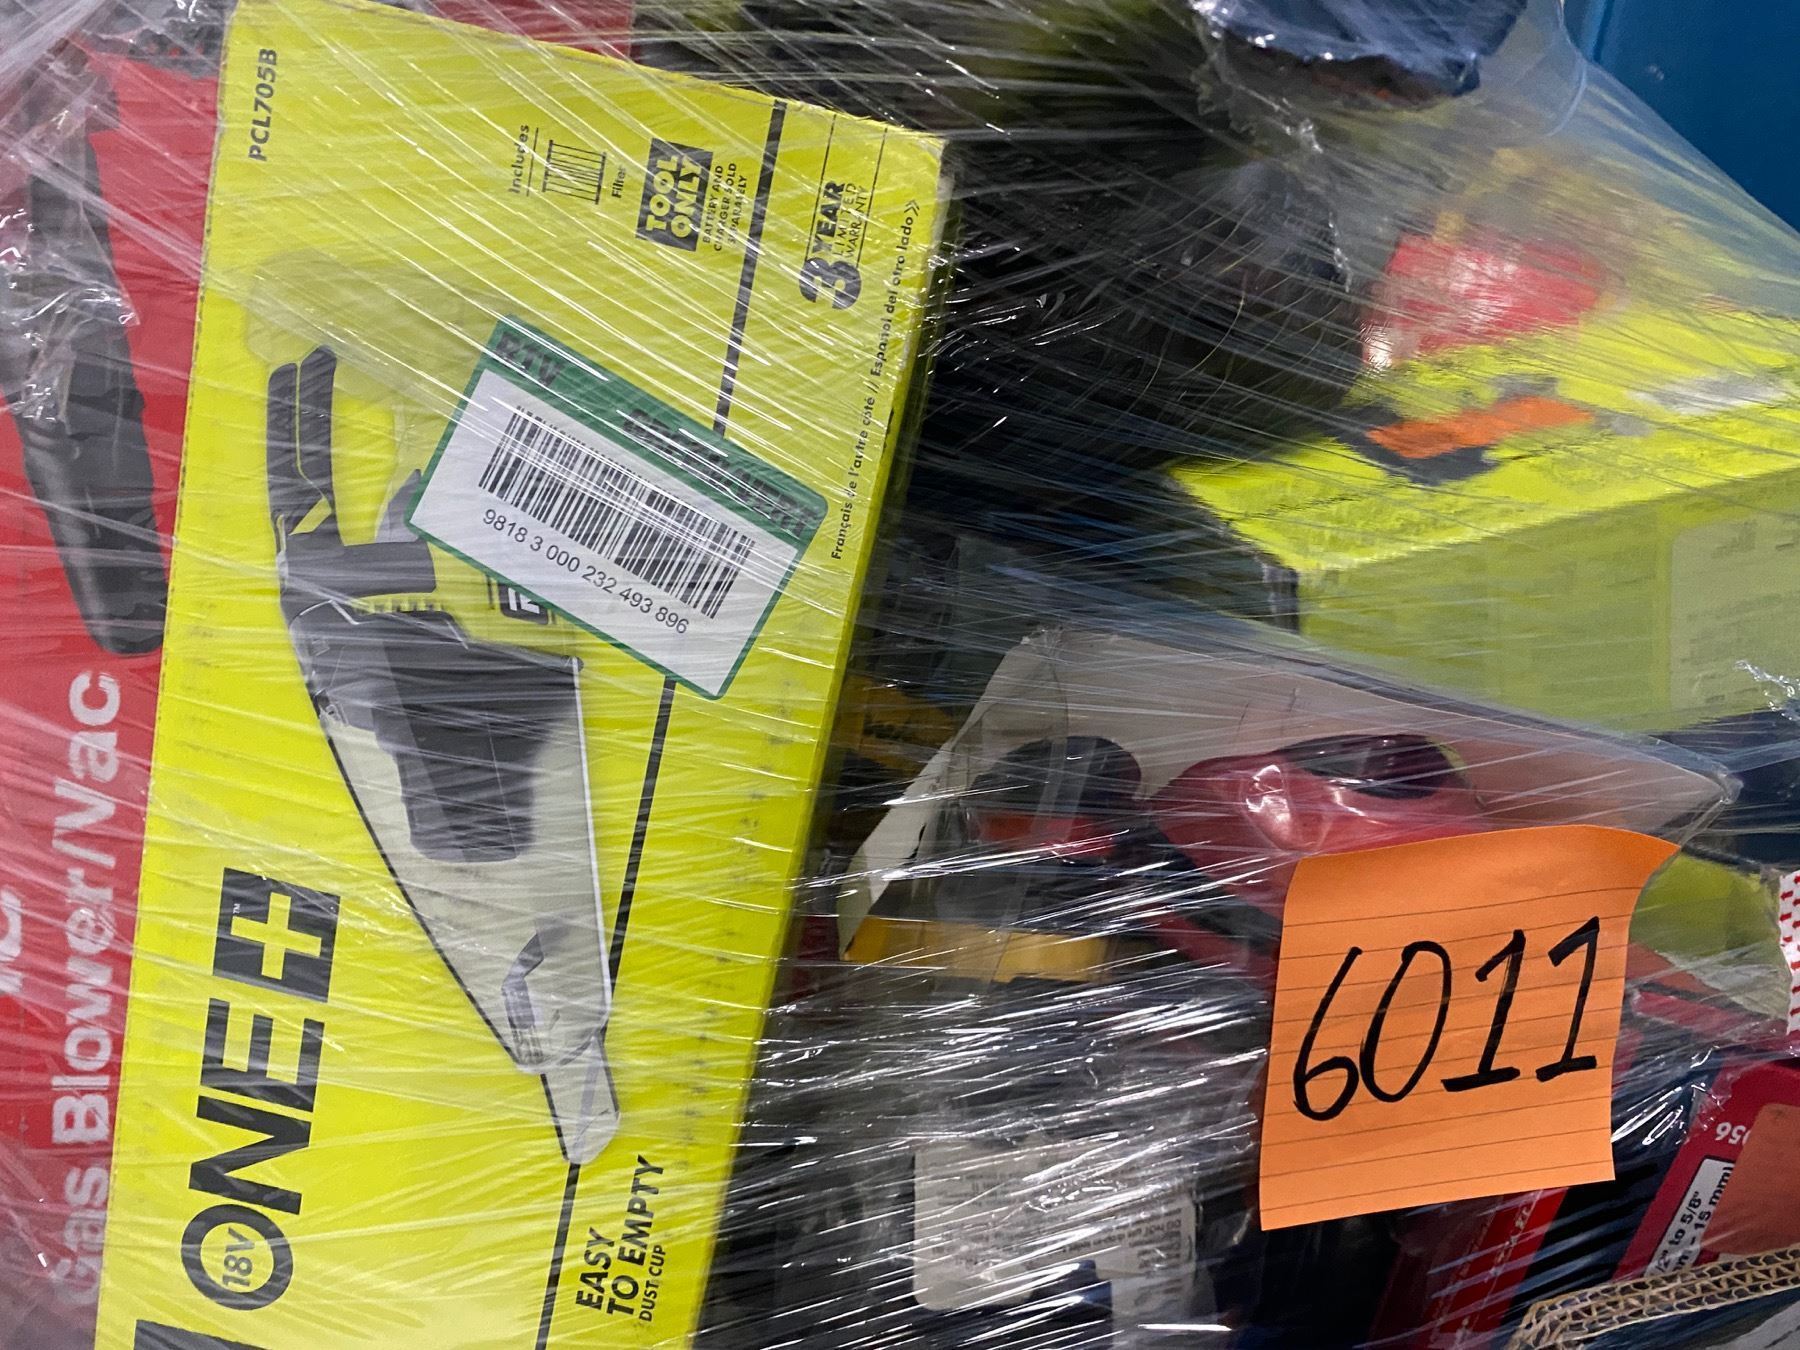 PCL705B
Includes
Filter
TOOL
ONLY
BATTERY AND
CHARGER SOLD
SEPARATELY
3 YEAR
LIMITED
WARRANTY
Français de l'autre côté // Español del otro lado »
RTV
9818 3 000 232 493 896
18V ONE+™
EASY
TO EMPTY
DUST CUP
Gas Blower/Vac
6011